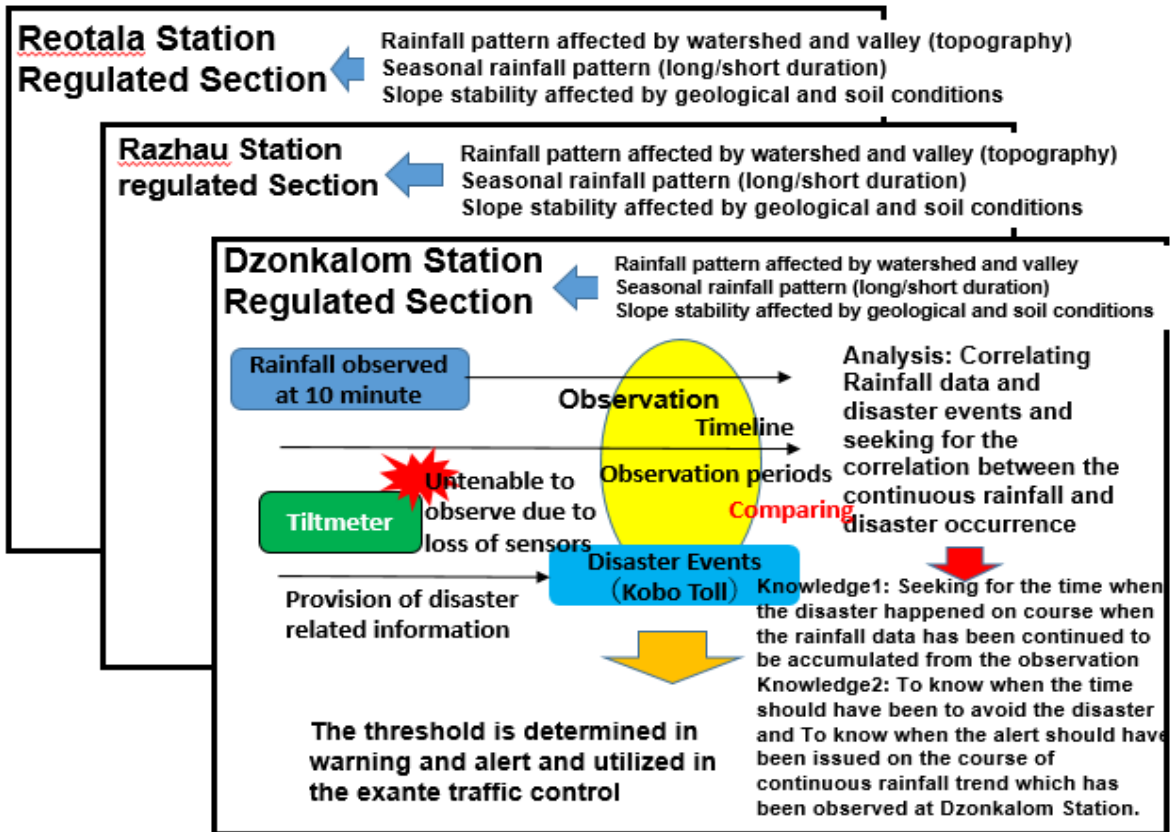 Reotala Station
Regulated Section
Rainfall pattern affected by watershed and valley (topography)
Seasonal rainfall pattern (long/short duration)
Slope stability affected by geological and soil conditions
Razhau Station
regulated Section
Rainfall pattern affected by watershed and valley (topography)
Seasonal rainfall pattern (long/short duration)
Slope stability affected by geological and soil conditions
Dzonkalom Station
Regulated Section
Rainfall pattern affected by watershed and valley
Seasonal rainfall pattern (long/short duration)
Slope stability affected by geological and soil conditions
Rainfall observed
at 10 minute
Observation
Timeline
Observation periods
Comparing
Tiltmeter
Untenable to
observe due to
loss of sensors
Disaster Events
(Kobo Toll)
Provision of disaster
related information
The threshold is determined in
warning and alert and utilized in
the exante traffic control
Analysis: Correlating
Rainfall data and
disaster events and
seeking for the
correlation between the
continuous rainfall and
disaster occurrence
Knowledge1: Seeking for the time when
the disaster happened on course when
the rainfall data has been continued to
be accumulated from the observation
Knowledge2: To know when the time
should have been to avoid the disaster
and To know when the alert should have
been issued on the course of
continuous rainfall trend which has
been observed at Dzonkalom Station.